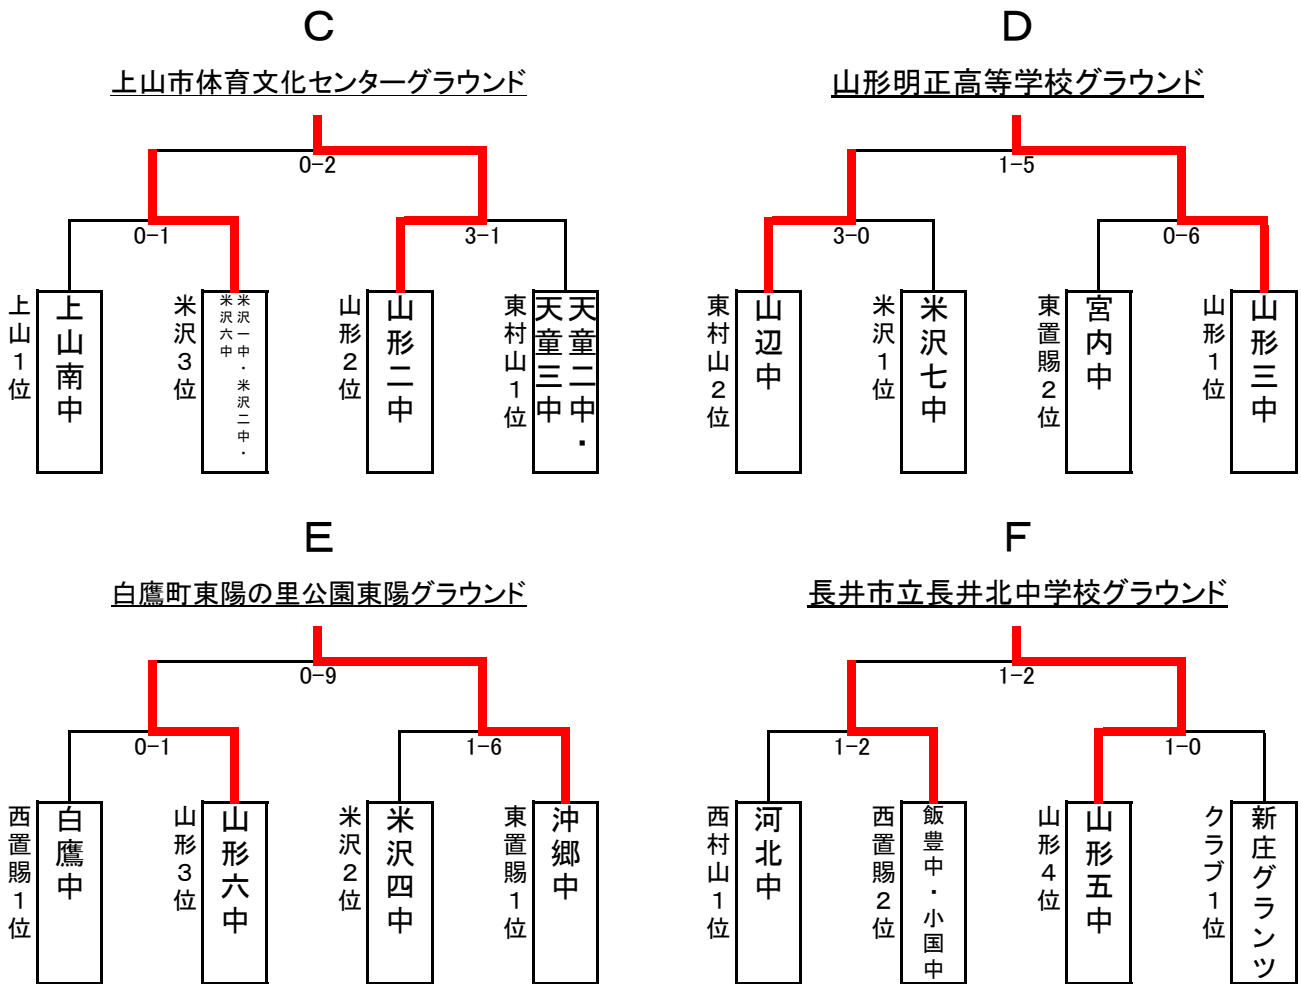 C
上山市体育文化センターグラウンド
0-2
0-1
3-1
上山1位
上山南中
米沢3位
米沢一中・米沢二中・
米沢六中
山形2位
山形二中
東村山1位
天童二中・
天童三中
D
山形明正高等学校グラウンド
1-5
3-0
0-6
東村山2位
山辺中
米沢1位
米沢七中
東置賜2位
宮内中
山形1位
山形三中
E
白鷹町東陽の里公園東陽グラウンド
0-9
0-1
1-6
西置賜1位
白鷹中
山形3位
山形六中
米沢2位
米沢四中
東置賜1位
沖郷中
F
長井市立長井北中学校グラウンド
1-2
1-2
1-0
西村山1位
河北中
西置賜2位
飯豊中・小国中
山形4位
山形五中
クラブ1位
新庄グランツ